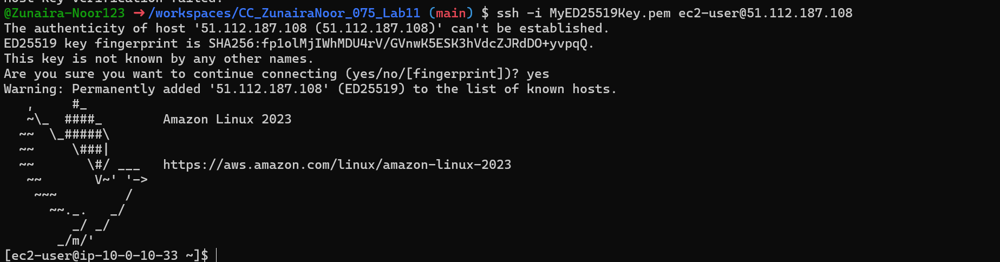 Host key verification failed.
@Zunaira-Noor123 ➜ /workspaces/CC_ZunairaNoor_075_Lab11 (main) $ ssh -i MyED25519Key.pem ec2-user@51.112.187.108
The authenticity of host '51.112.187.108 (51.112.187.108)' can't be established.
ED25519 key fingerprint is SHA256:fp1olMjIWhMDU4rV/GVnwK5ESK3hVdcZJRdDO+yvpqQ.
This key is not known by any other names.
Are you sure you want to continue connecting (yes/no/[fingerprint])? yes
Warning: Permanently added '51.112.187.108' (ED25519) to the list of known hosts.
   ,     #_
   ~\_  ####_        Amazon Linux 2023
  ~~  \_#####\
  ~~     \###|
  ~~       \#/ ___   https://aws.amazon.com/linux/amazon-linux-2023
   ~~       V~' '->
    ~~~         /
      ~~._.   _/
         _/ _/
       _/m/'
[ec2-user@ip-10-0-10-33 ~]$